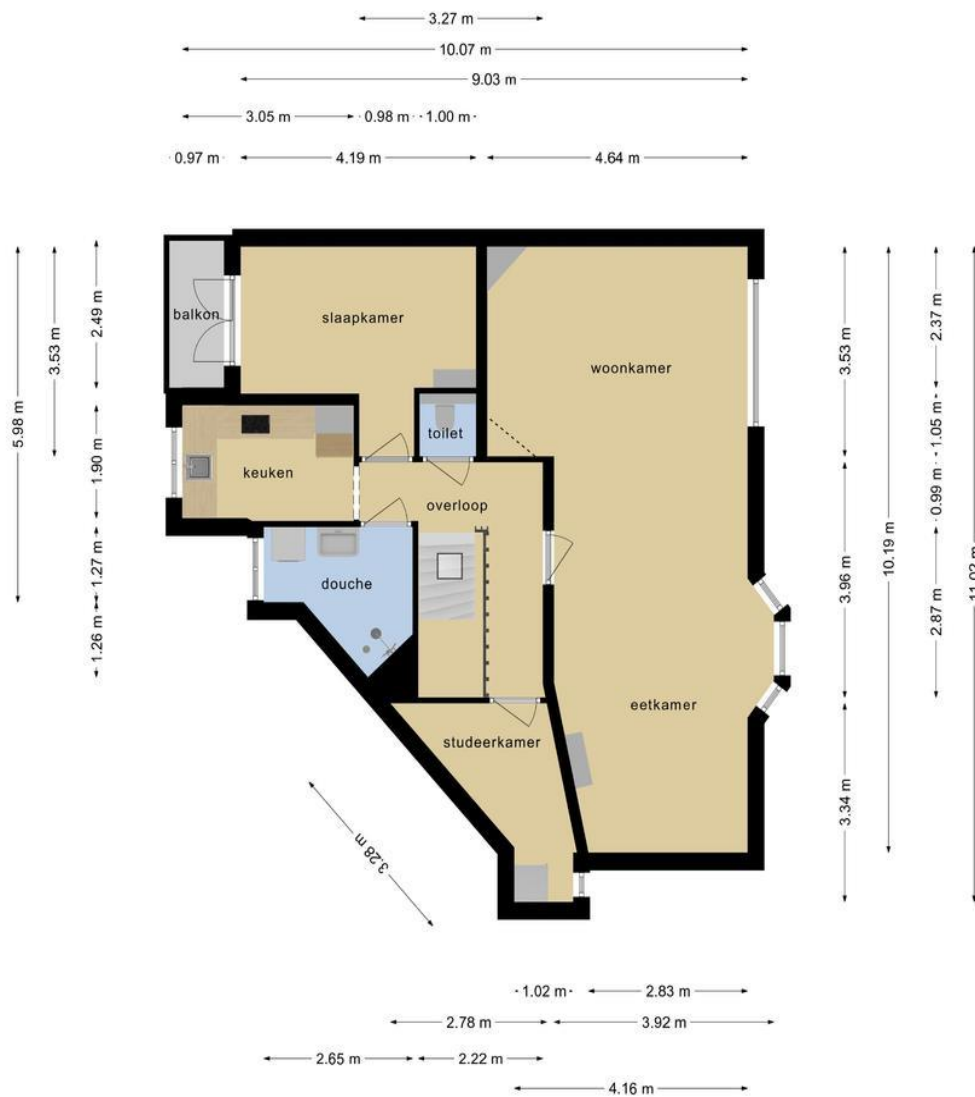 3.27 m
10.07 m
9.03 m
3.05 m
0.98 m
1.00 m
0.97 m
4.19 m
4.64 m
5.98 m
3.53 m
2.49 m
1.90 m
1.27 m
1.26 m
balkon
slaapkamer
woonkamer
toilet
keuken
overloop
douche
eetkamer
studeerkamer
3.53 m
3.96 m
3.34 m
10.19 m
2.37 m
1.05 m
0.99 m
2.87 m
11.02 m
3.28 m
1.02 m
2.83 m
2.78 m
3.92 m
2.65 m
2.22 m
4.16 m